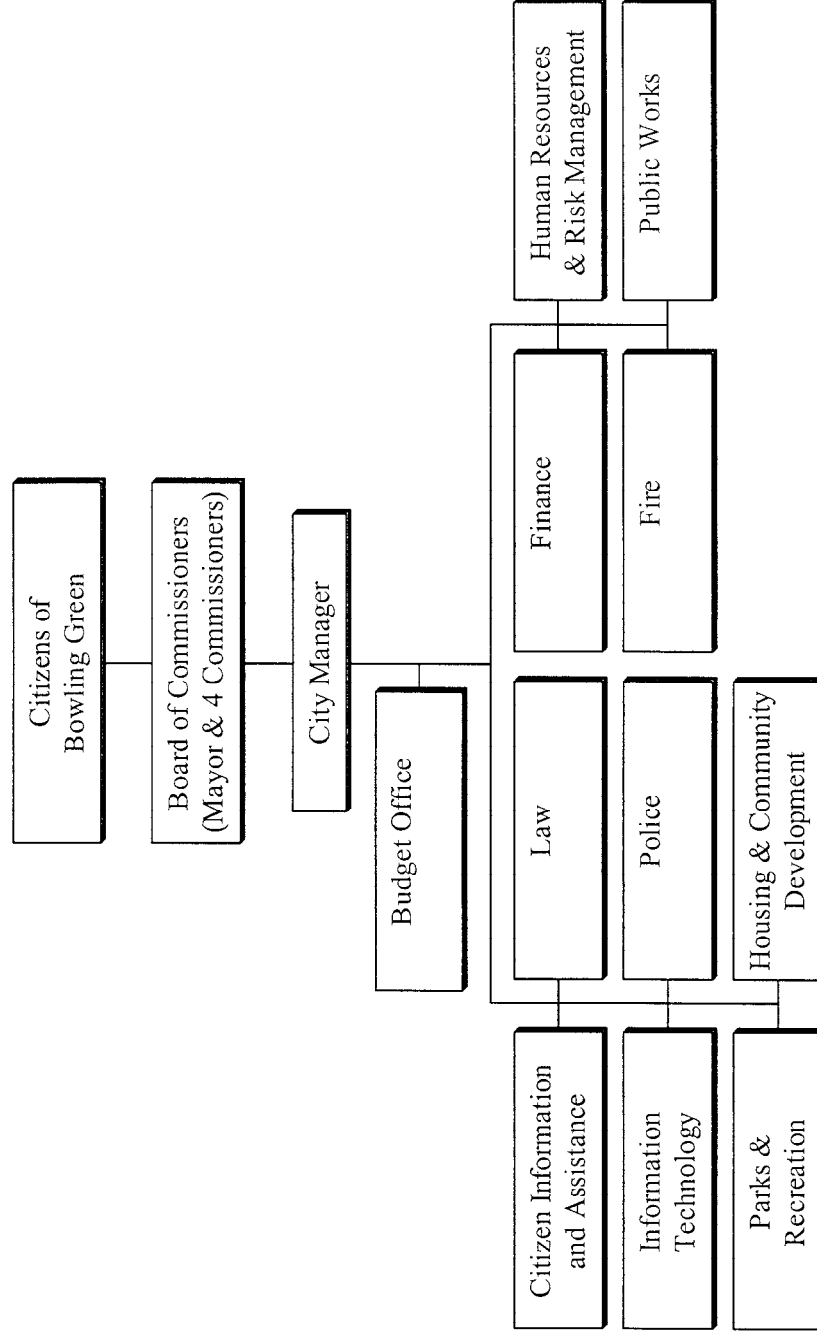 Citizens of
Bowling Green
Board of Commissioners
(Mayor & 4 Commissioners)
City Manager
Budget Office
Citizen Information
and Assistance
Law
Finance
Human Resources
& Risk Management
Information
Technology
Police
Fire
Public Works
Parks &
Recreation
Housing & Community
Development